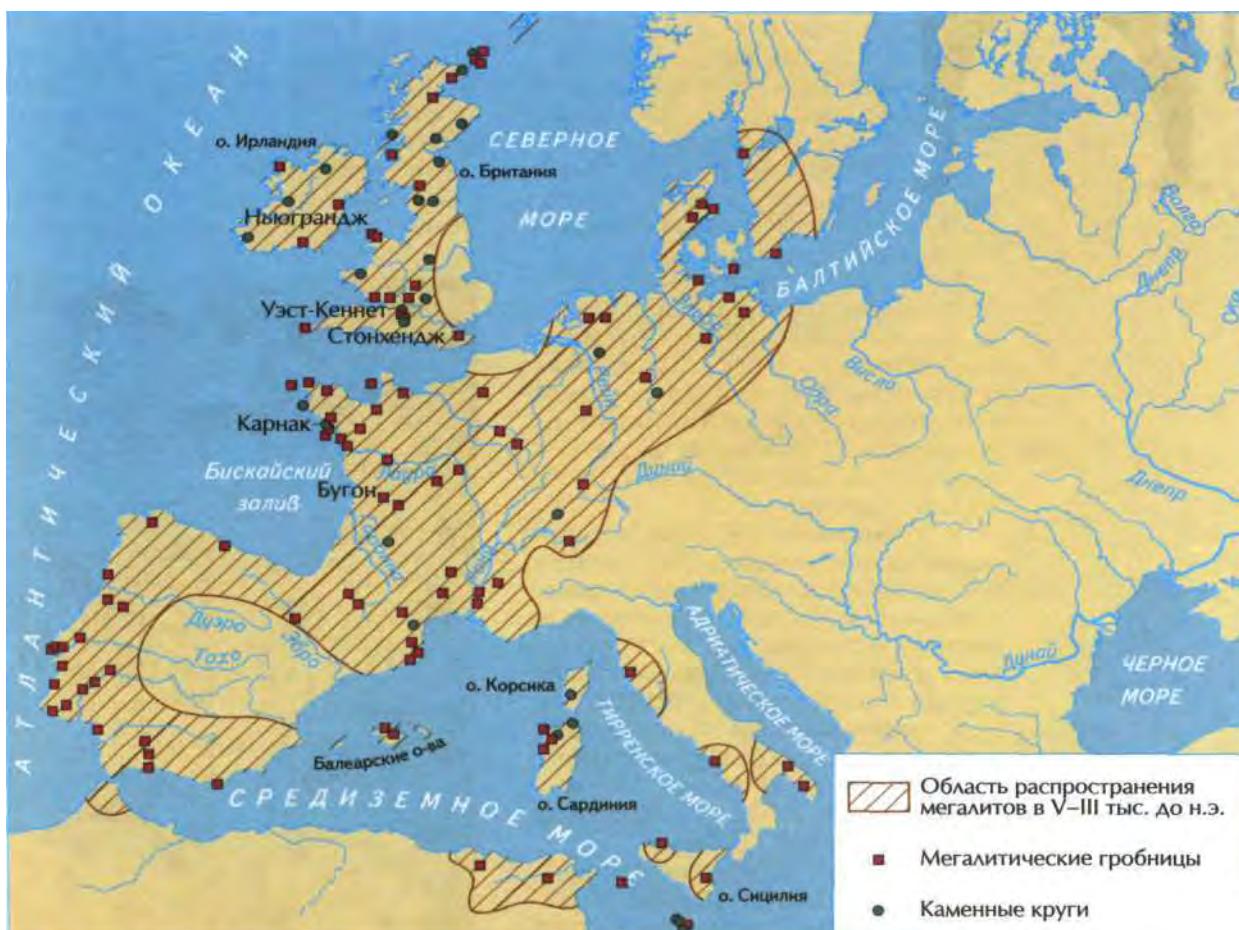 АТЛАНТИЧЕСКИЙ ОКЕАН
о. Ирландия
СЕВЕРНОЕ
МОРЕ
о. Британия
Ньюграндж
БАЛТИЙСКОЕ МОРЕ
Волга
Днепр
Уэст-Кеннет
Стонхендж
Эльба
Рейн
Одра
Висла
Карнак
Бискайский
залив
Луара
Бугон
Гаронна
Рона
Дунай
Днепр
Дуэро
Эбро
Тахо
АДРИАТИЧЕСКОЕ МОРЕ
Дунай
ЧЕРНОЕ
МОРЕ
о. Корсика
ТИРРЕНСКОЕ МОРЕ
Балеарские о-ва
СРЕДИЗЕМНОЕ МОРЕ
о. Сардиния
о. Сицилия
Область распространения
мегалитов в V–III тыс. до н.э.
Мегалитические гробницы
Каменные круги